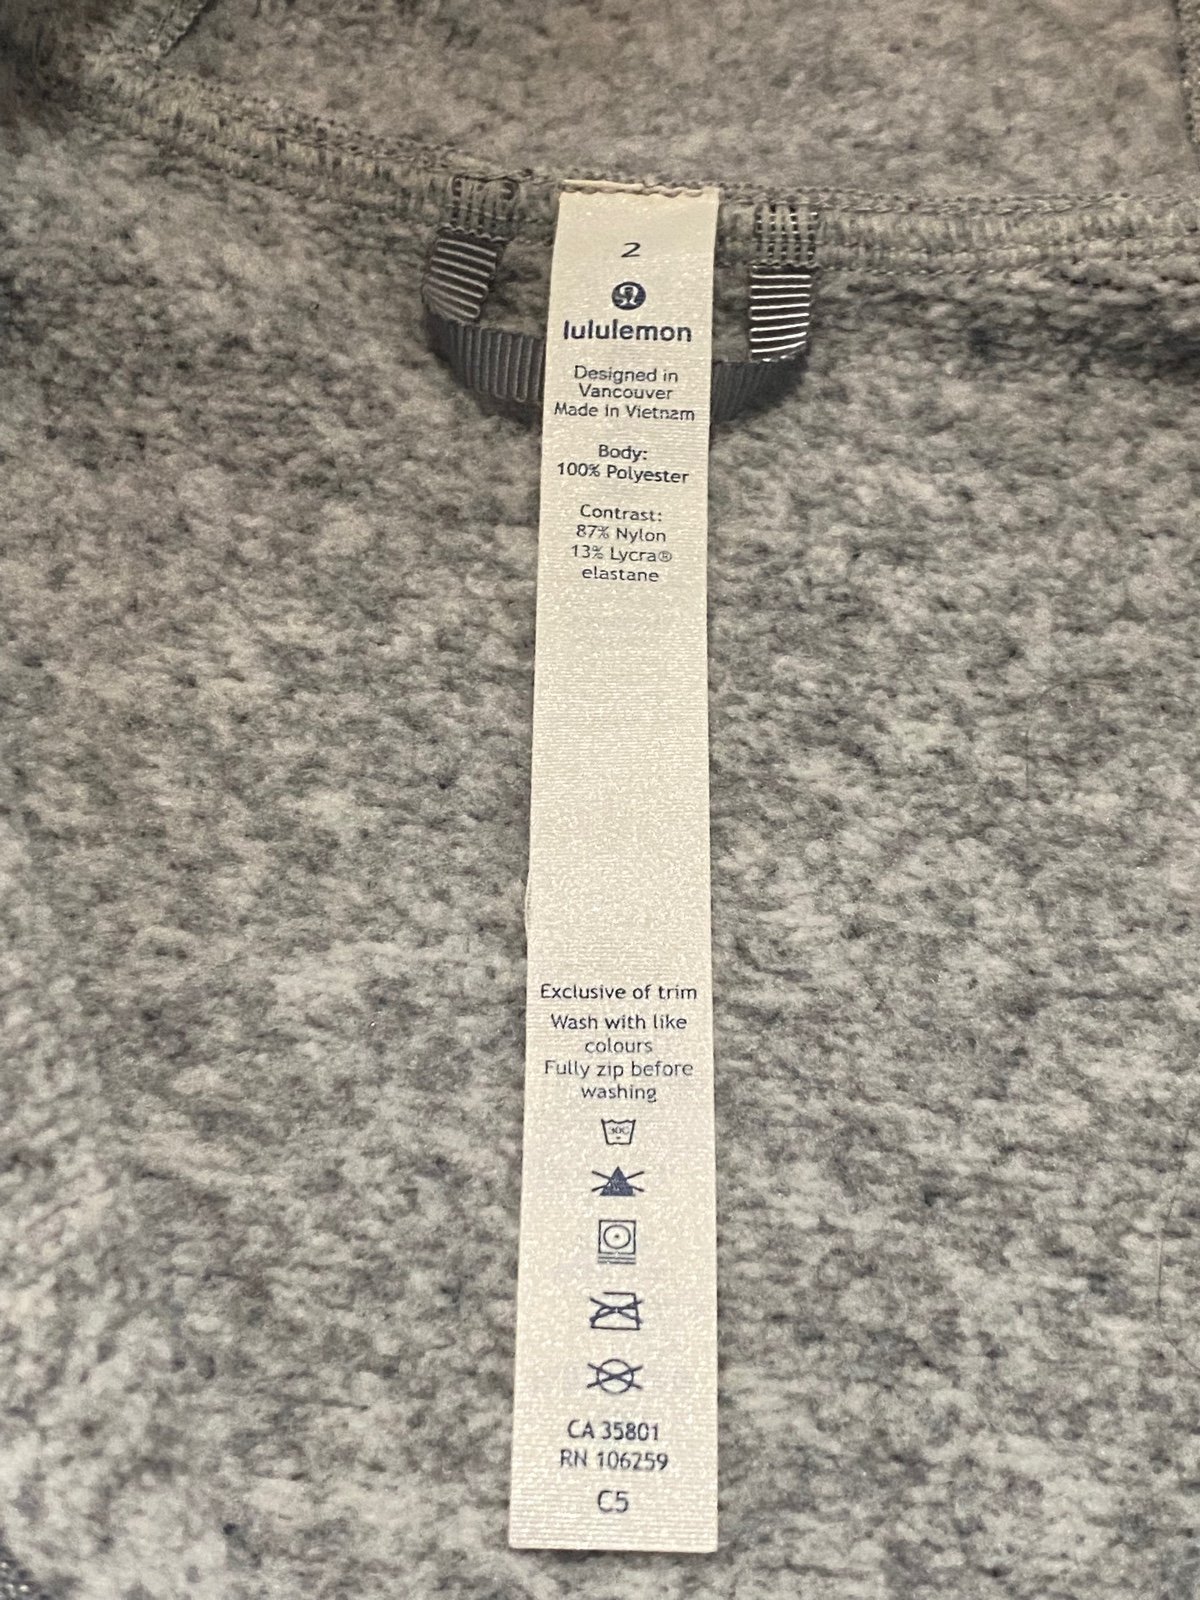 2
lululemon
Designed in
Vancouver
Made in Vietnam
Body:
100% Polyester
Contrast:
87% Nylon
13% Lycra®
elastane
Exclusive of trim
Wash with like
colours
Fully zip before
washing
30C
CA 35801
RN 106259
C5